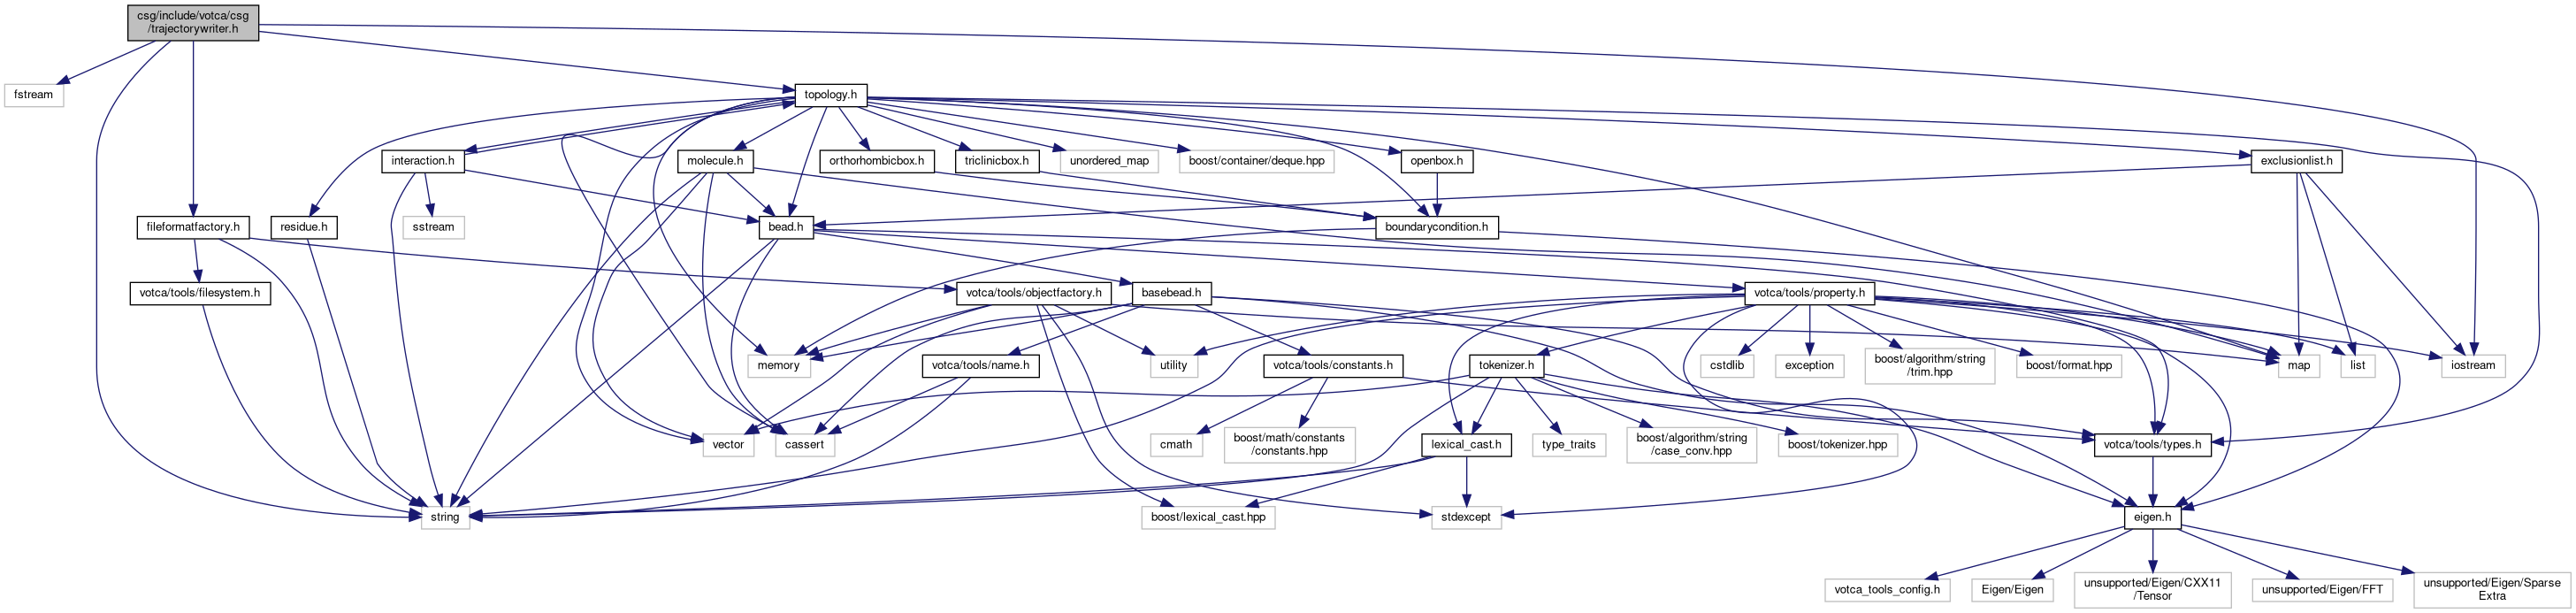 csg/include/votca/csg
/trajectorywriter.h
fstream
topology.h
interaction.h
molecule.h
orthorhombicbox.h
triclinicbox.h
unordered_map
boost/container/deque.hpp
openbox.h
exclusionlist.h
fileformatfactory.h
residue.h
sstream
bead.h
boundarycondition.h
votca/tools/filesystem.h
votca/tools/objectfactory.h
basebead.h
votca/tools/property.h
memory
votca/tools/name.h
utility
votca/tools/constants.h
tokenizer.h
cstdlib
exception
boost/algorithm/string
/trim.hpp
boost/format.hpp
map
list
iostream
vector
cassert
cmath
boost/math/constants
/constants.hpp
lexical_cast.h
type_traits
boost/algorithm/string
/case_conv.hpp
boost/tokenizer.hpp
votca/tools/types.h
string
boost/lexical_cast.hpp
stdexcept
eigen.h
votca_tools_config.h
Eigen/Eigen
unsupported/Eigen/CXX11
/Tensor
unsupported/Eigen/FFT
unsupported/Eigen/Sparse
Extra